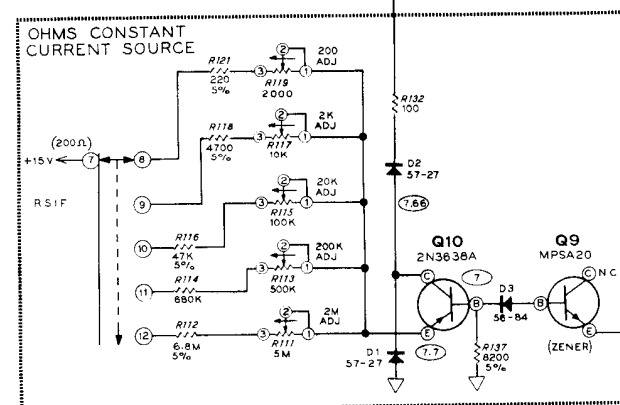 OHMS CONSTANT
CURRENT SOURCE
R121
220
5%
3
2
1
R119
2000
200
ADJ
R118
4700
5%
3
2
1
R117
10K
2K
ADJ
(200Ω)
+15V
7
8
RSIF
9
3
2
1
R115
100K
20K
ADJ
10
R116
47K
5%
11
R114
680K
3
2
1
R113
500K
200K
ADJ
12
R112
6.8M
5%
3
2
1
R111
5M
2M
ADJ
R132
100
D2
57-27
7.66
Q10
2N3638A
Q9
MPSA20
C
7
B
E
7.7
D1
57-27
D3
56-84
R137
8200
5%
C
NC
B
E
(ZENER)